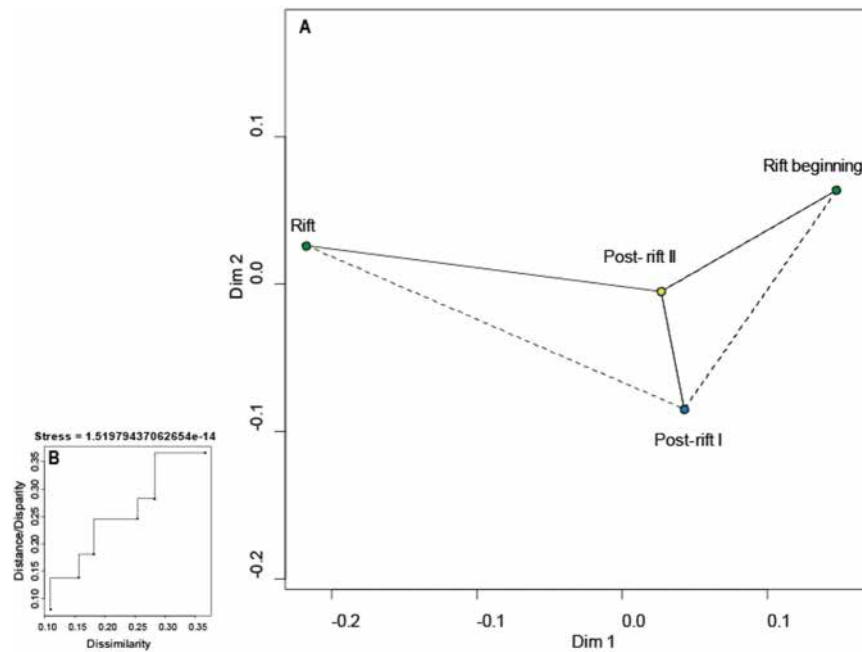 A
Rift beginning
Rift
Post- rift II
Post-rift I
Dim 2
0.1
0.0
-0.1
-0.2
-0.2
-0.1
0.0
0.1
Dim 1
Stress = 1.51979437062654e-14
B
Distance/Disparity
0.35
0.30
0.25
0.20
0.15
0.10
0.10
0.15
0.20
0.25
0.30
0.35
Dissimilarity